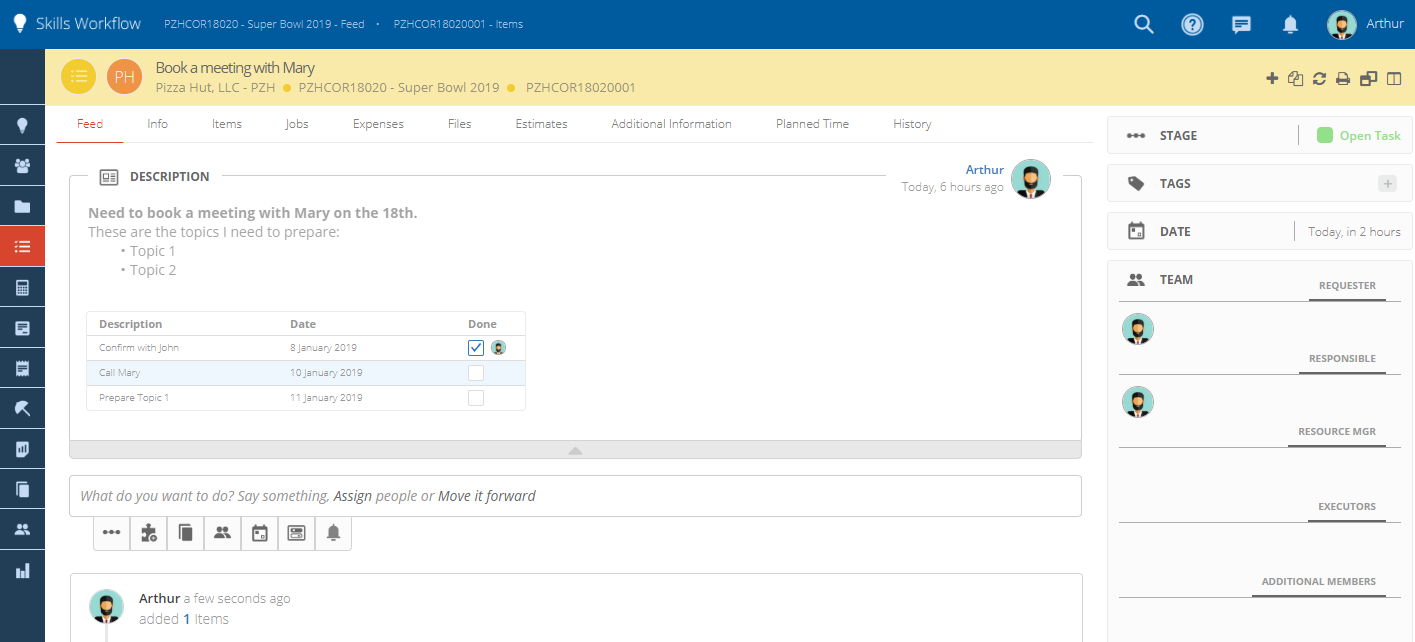 Skills Workflow PZHCOR18020 - Super Bowl 2019 - Feed • PZHCOR18020001 - Items Arthur
PH
Book a meeting with Mary
Pizza Hut, LLC - PZH PZHCOR18020 - Super Bowl 2019 PZHCOR18020001
Feed Info Items Jobs Expenses Files Estimates Additional Information Planned Time History
DESCRIPTION
Arthur
Today, 6 hours ago
Need to book a meeting with Mary on the 18th.
These are the topics I need to prepare:
• Topic 1
• Topic 2
Description Date Done
Confirm with John 8 January 2019
Call Mary 10 January 2019
Prepare Topic 1 11 January 2019
What do you want to do? Say something, Assign people or Move it forward
Arthur a few seconds ago
added 1 Items
STAGE Open Task
TAGS
DATE Today, in 2 hours
TEAM
REQUESTER
RESPONSIBLE
RESOURCE MGR
EXECUTORS
ADDITIONAL MEMBERS